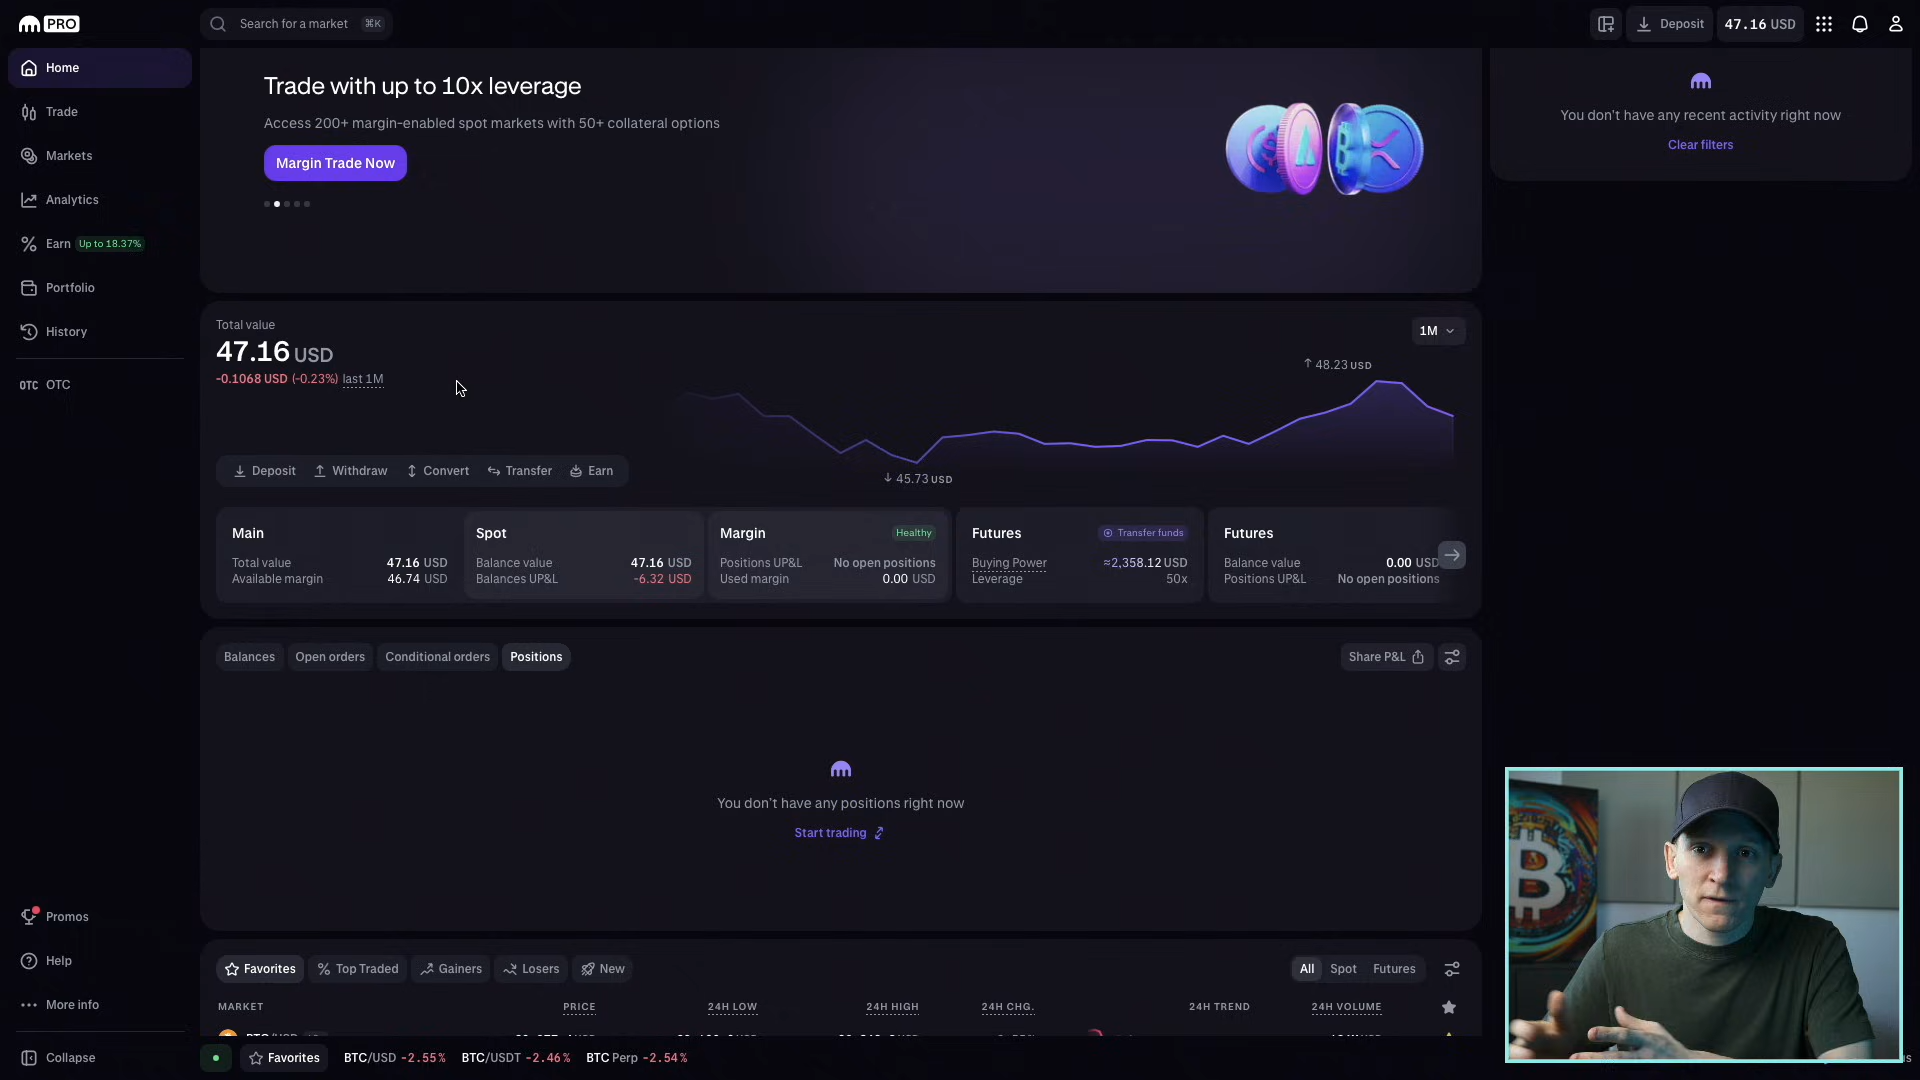 PRO
Search for a market ⌘K
Deposit
47.16 USD
Home
Trade
Markets
Analytics
Earn Up to 18.37%
Portfolio
History
OTC OTC
Promos
Help
More info
Collapse
Trade with up to 10x leverage
Access 200+ margin-enabled spot markets with 50+ collateral options
Margin Trade Now
You don't have any recent activity right now
Clear filters
Total value
47.16 USD
-0.1068 USD (-0.23%) last 1M
1M
↑ 48.23 USD
↓ 45.73 USD
Deposit Withdraw Convert Transfer Earn
Main
Total value 47.16 USD
Available margin 46.74 USD
Spot
Balance value 47.16 USD
Balances UP&L -6.32 USD
Margin Healthy
Positions UP&L No open positions
Used margin 0.00 USD
Futures Transfer funds
Buying Power ≈2,358.12 USD
Leverage 50x
Futures
Balance value 0.00 USD
Positions UP&L No open positions
Balances Open orders Conditional orders Positions
Share P&L
You don't have any positions right now
Start trading
Favorites Top Traded Gainers Losers New
All Spot Futures
MARKET PRICE 24H LOW 24H HIGH 24H CHG. 24H TREND 24H VOLUME
Favorites BTC/USD -2.55% BTC/USDT -2.46% BTC Perp -2.54%